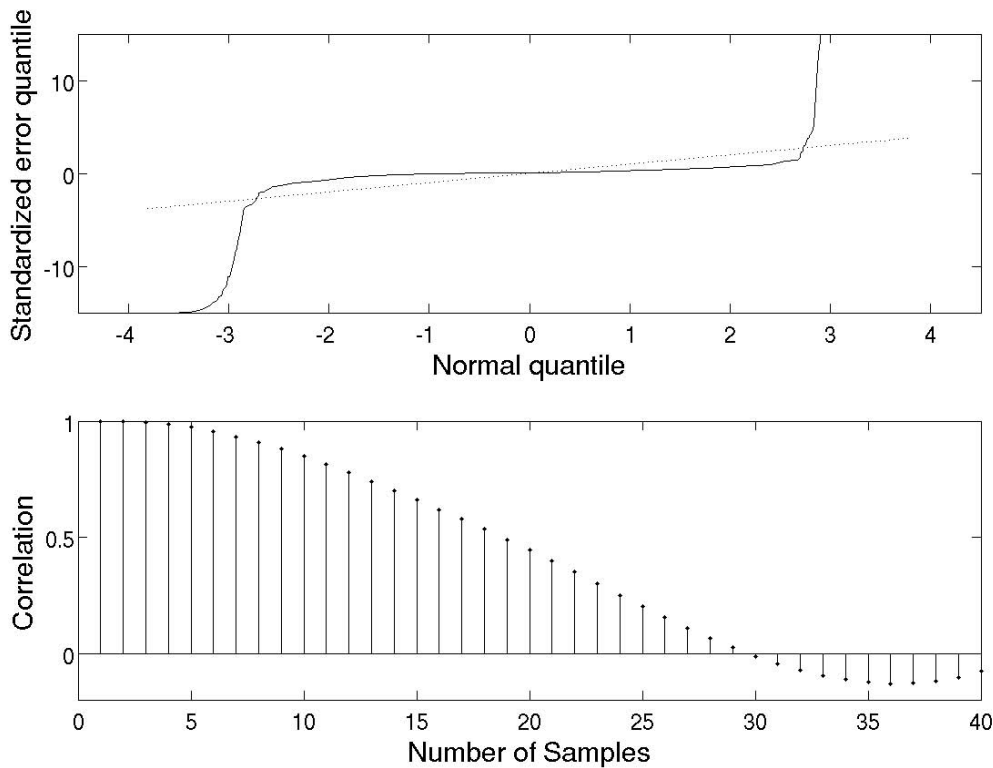 Standardized error quantile
10
0
-10
-4 -3 -2 -1 0 1 2 3 4
Normal quantile
Correlation
1
0.5
0
0 5 10 15 20 25 30 35 40
Number of Samples